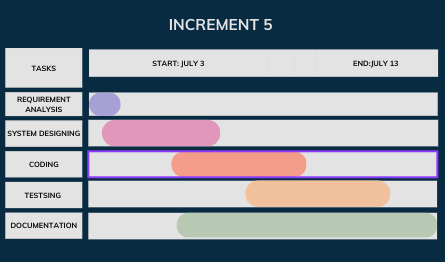 INCREMENT 5
TASKS
START: JULY 3
END:JULY 13
REQUIREMENT
ANALYSIS
SYSTEM DESIGNING
CODING
TESTSING
DOCUMENTATION